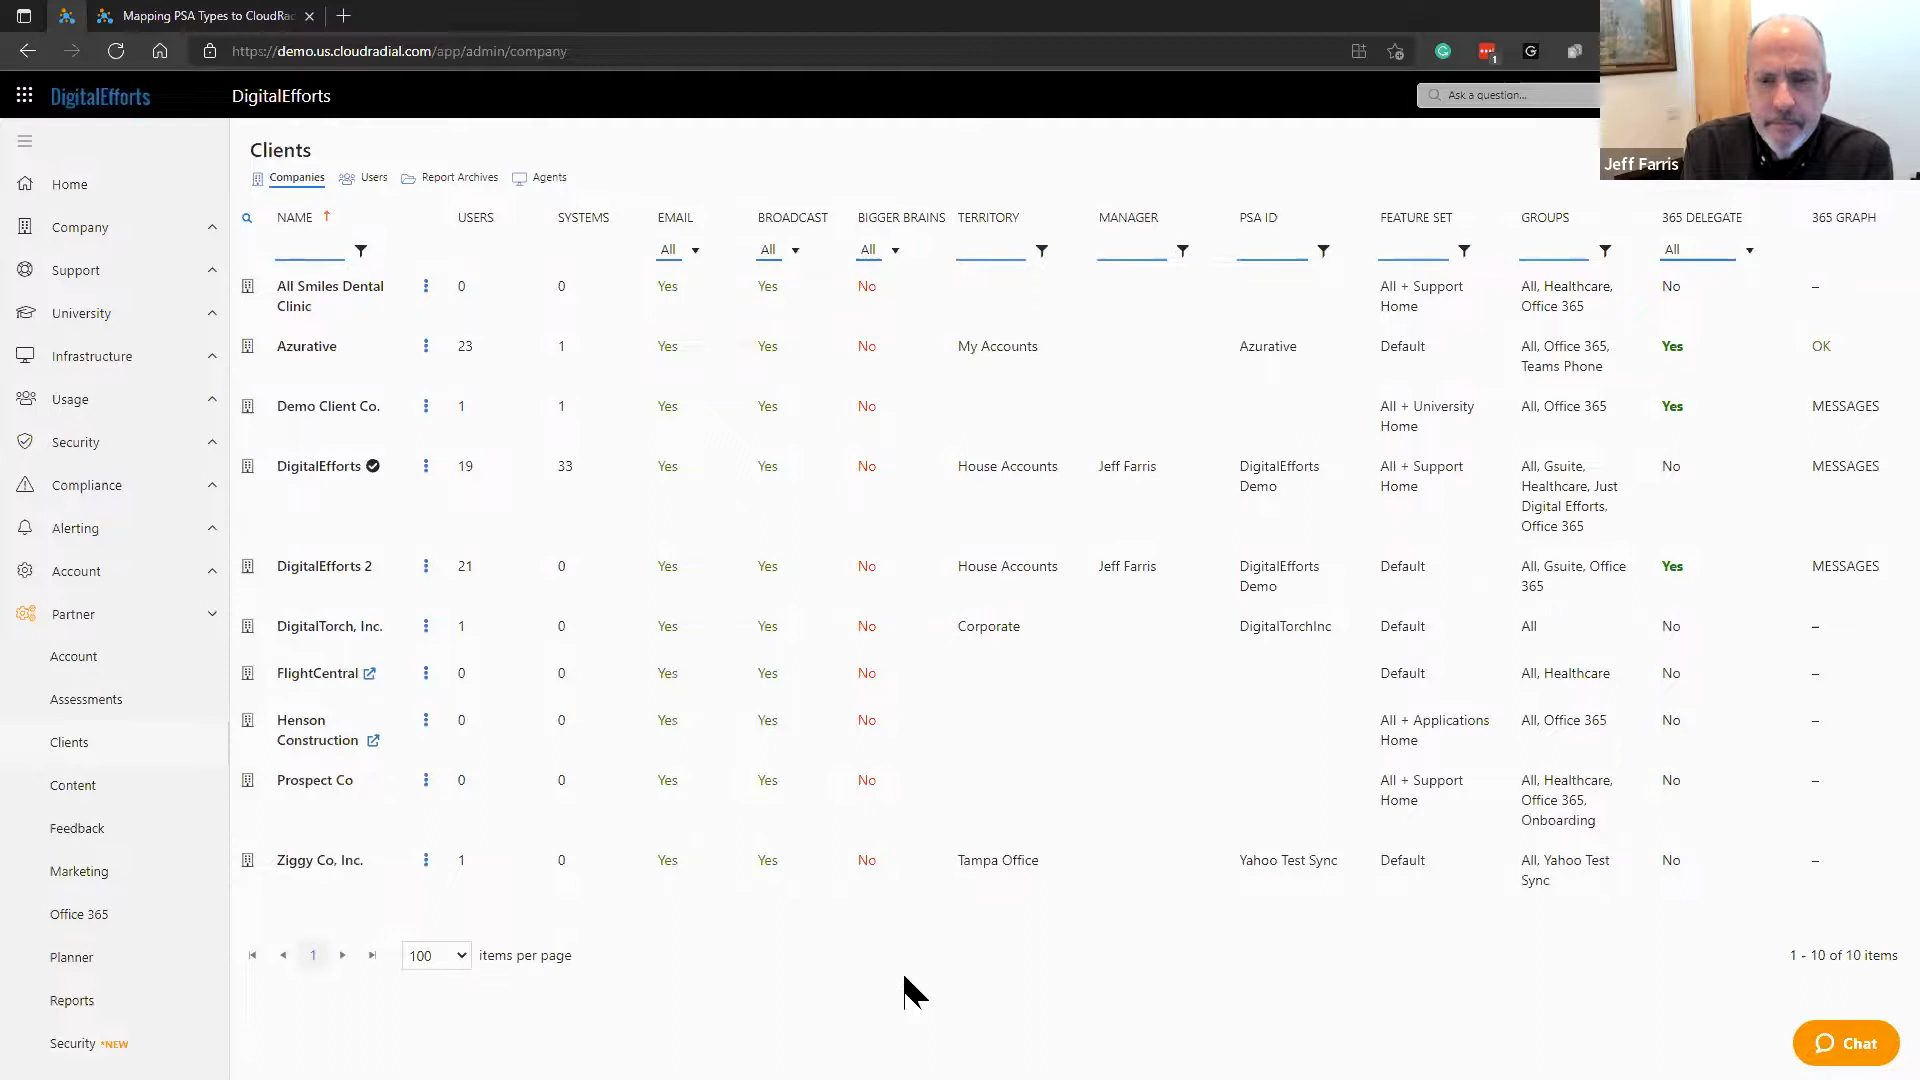 Mapping PSA Types to CloudRad
https://demo.us.cloudradial.com/app/admin/company
1
DigitalEfforts
DigitalEfforts
Ask a question...
Jeff Farris
Clients
Companies Users Report Archives Agents
Home
Company
Support
University
Infrastructure
Usage
Security
Compliance
Alerting
Account
Partner
Account
Assessments
Clients
Content
Feedback
Marketing
Office 365
Planner
Reports
Security *NEW
NAME USERS SYSTEMS EMAIL BROADCAST BIGGER BRAINS TERRITORY MANAGER PSA ID FEATURE SET GROUPS 365 DELEGATE 365 GRAPH
All All All All
All Smiles Dental 0 0 Yes Yes No All + Support All, Healthcare, No –
Clinic Home Office 365
Azurative 23 1 Yes Yes No My Accounts Azurative Default All, Office 365, Yes OK
Teams Phone
Demo Client Co. 1 1 Yes Yes No All + University All, Office 365 Yes MESSAGES
Home
DigitalEfforts 19 33 Yes Yes No House Accounts Jeff Farris DigitalEfforts All + Support All, Gsuite, No MESSAGES
Demo Home Healthcare, Just
Digital Efforts,
Office 365
DigitalEfforts 2 21 0 Yes Yes No House Accounts Jeff Farris DigitalEfforts Default All, Gsuite, Office Yes MESSAGES
Demo 365
DigitalTorch, Inc. 1 0 Yes Yes No Corporate DigitalTorchInc Default All No –
FlightCentral 0 0 Yes Yes No Default All, Healthcare No –
Henson 0 0 Yes Yes No All + Applications All, Office 365 No –
Construction Home
Prospect Co 0 0 Yes Yes No All + Support All, Healthcare, No –
Home Office 365,
Onboarding
Ziggy Co, Inc. 1 0 Yes Yes No Tampa Office Yahoo Test Sync Default All, Yahoo Test No –
Sync
1 100 items per page 1 - 10 of 10 items
Chat